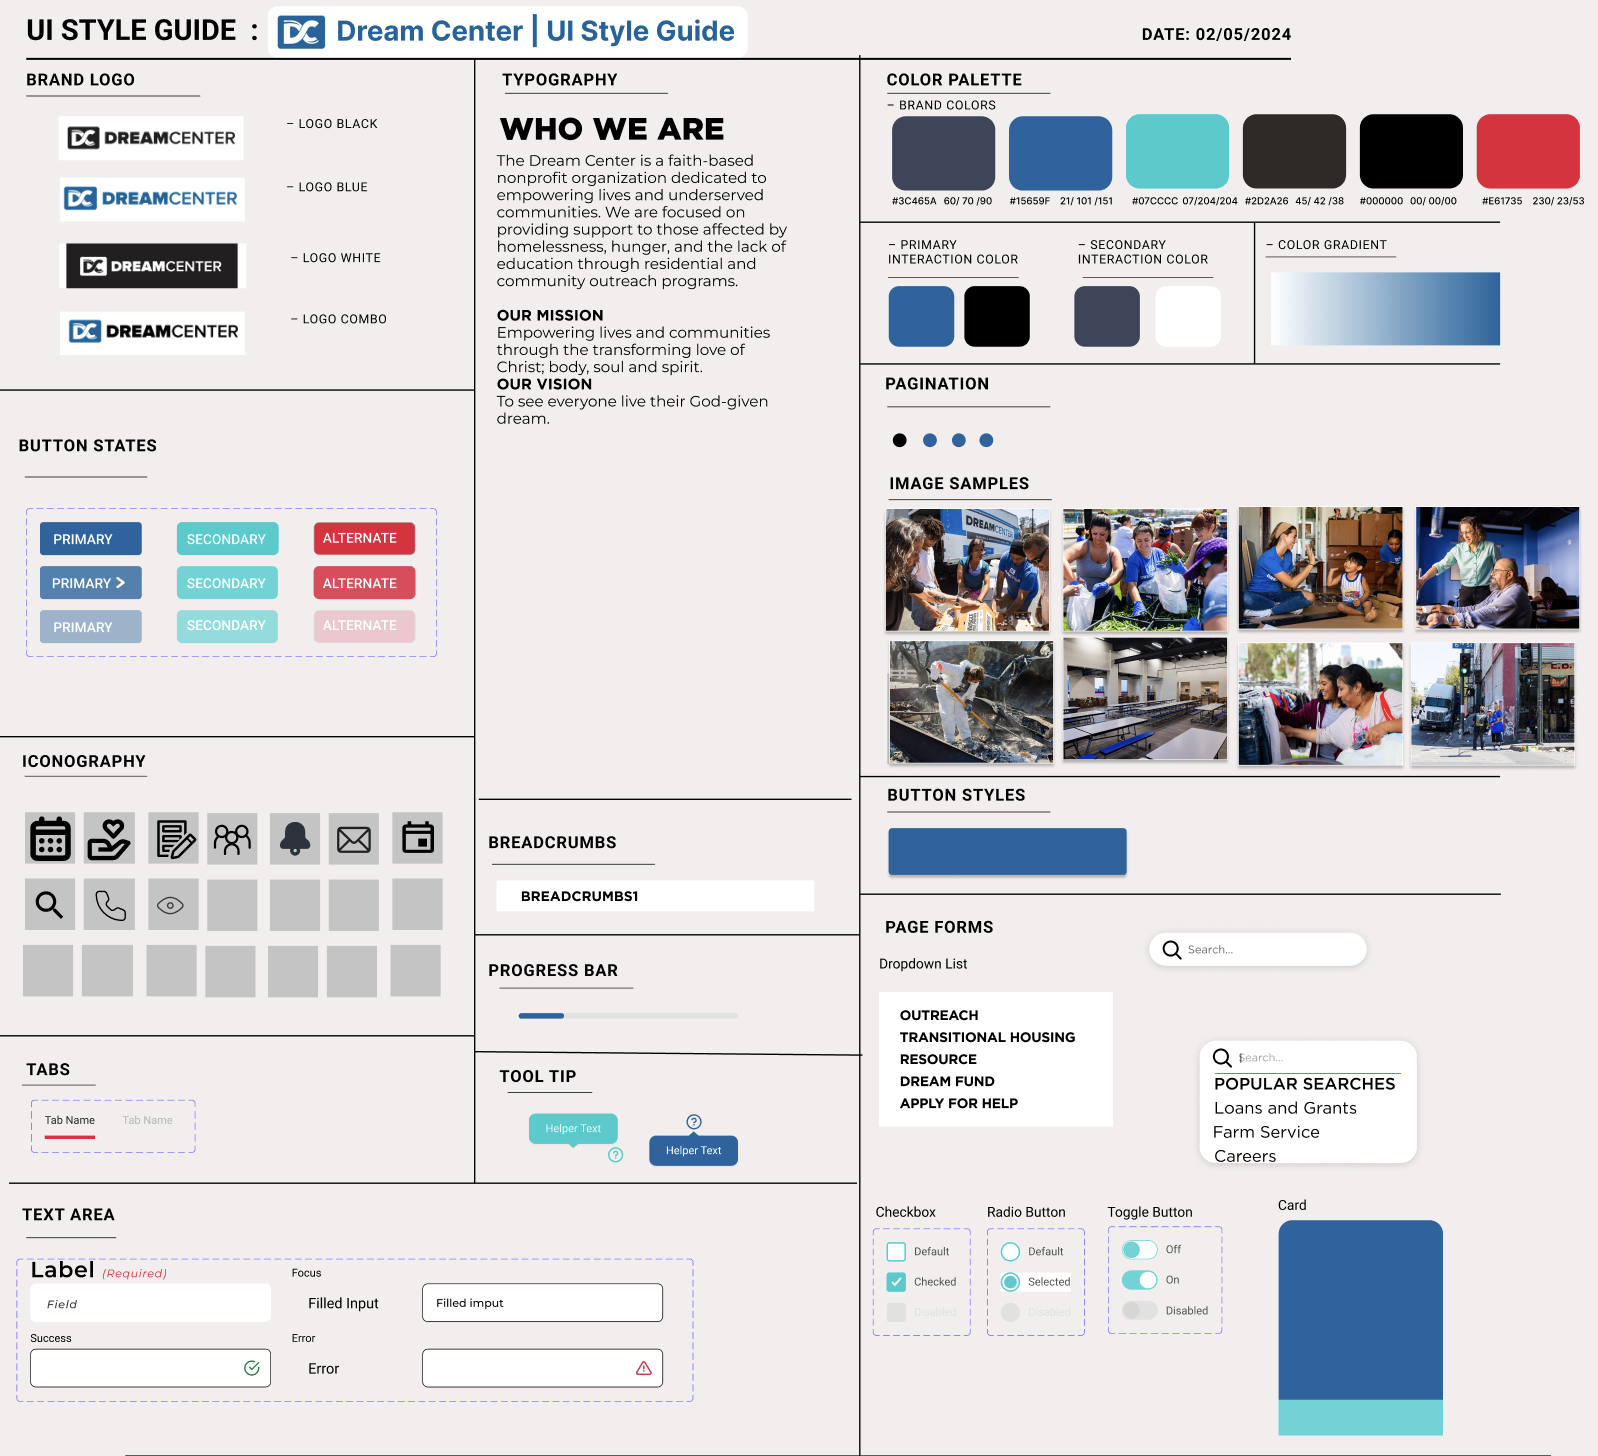 UI STYLE GUIDE :
DC Dream Center | UI Style Guide
DATE: 02/05/2024
BRAND LOGO
DC DREAMCENTER
– LOGO BLACK
DC DREAMCENTER
– LOGO BLUE
DC DREAMCENTER
– LOGO WHITE
DC DREAMCENTER
– LOGO COMBO
BUTTON STATES
PRIMARY SECONDARY ALTERNATE
PRIMARY > SECONDARY ALTERNATE
PRIMARY SECONDARY ALTERNATE
ICONOGRAPHY
TABS
Tab Name Tab Name
TYPOGRAPHY
WHO WE ARE
The Dream Center is a faith-based
nonprofit organization dedicated to
empowering lives and underserved
communities. We are focused on
providing support to those affected by
homelessness, hunger, and the lack of
education through residential and
community outreach programs.
OUR MISSION
Empowering lives and communities
through the transforming love of
Christ; body, soul and spirit.
OUR VISION
To see everyone live their God-given
dream.
BREADCRUMBS
BREADCRUMBS1
PROGRESS BAR
TOOL TIP
Helper Text
?
?
Helper Text
TEXT AREA
Label (Required)
Field
Focus
Filled Input
Filled imput
Success
Error
Error
COLOR PALETTE
– BRAND COLORS
#3C465A 60/ 70 /90
#15659F 21/ 101 /151
#07CCCC 07/204/204
#2D2A26 45/ 42 /38
#000000 00/ 00/00
#E61735 230/ 23/53
– PRIMARY
INTERACTION COLOR
– SECONDARY
INTERACTION COLOR
– COLOR GRADIENT
PAGINATION
IMAGE SAMPLES
DREAMCENTER
BUTTON STYLES
PAGE FORMS
Search...
Dropdown List
OUTREACH
TRANSITIONAL HOUSING
RESOURCE
DREAM FUND
APPLY FOR HELP
Search...
POPULAR SEARCHES
Loans and Grants
Farm Service
Careers
Checkbox
Default
Checked
Disabled
Radio Button
Default
Selected
Disabled
Toggle Button
Off
On
Disabled
Card